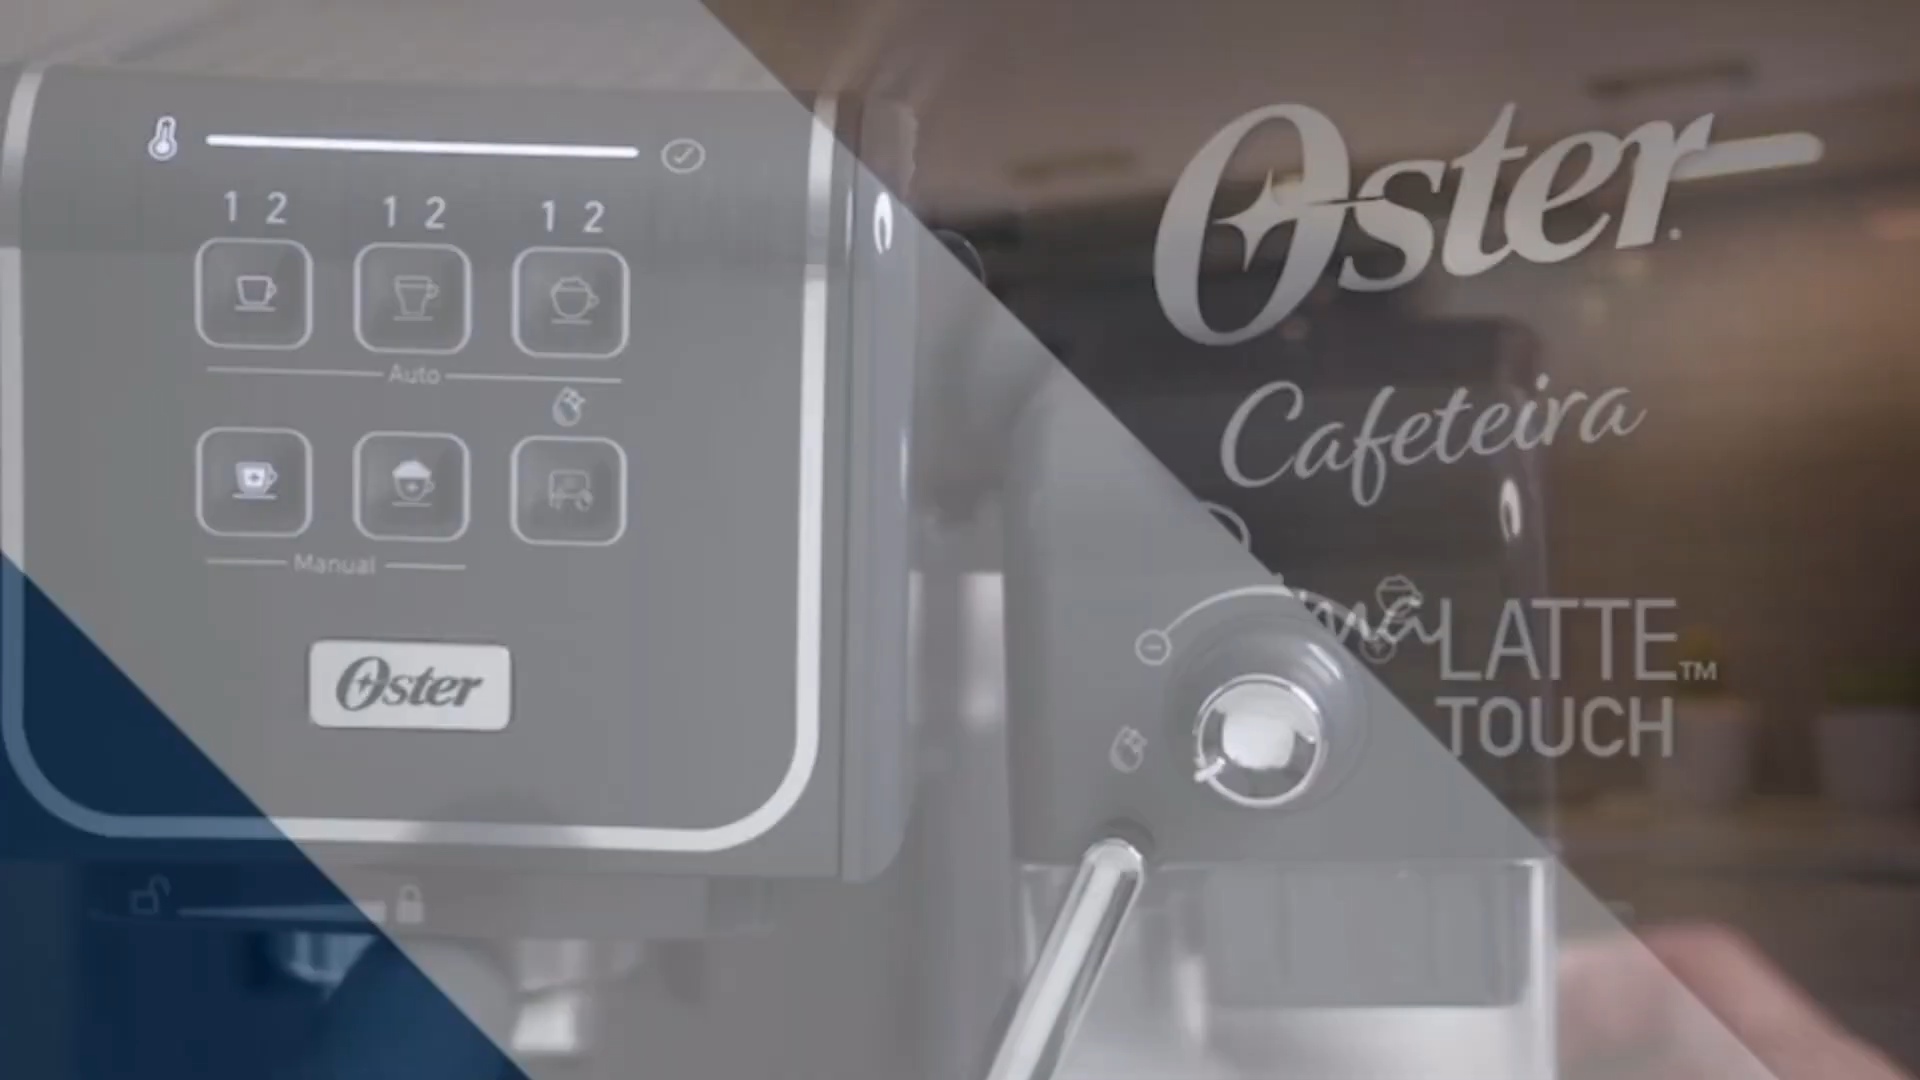 1 2 1 2 1 2
Auto
Manual
Oster
Oster
Cafeteira
LATTE™
TOUCH